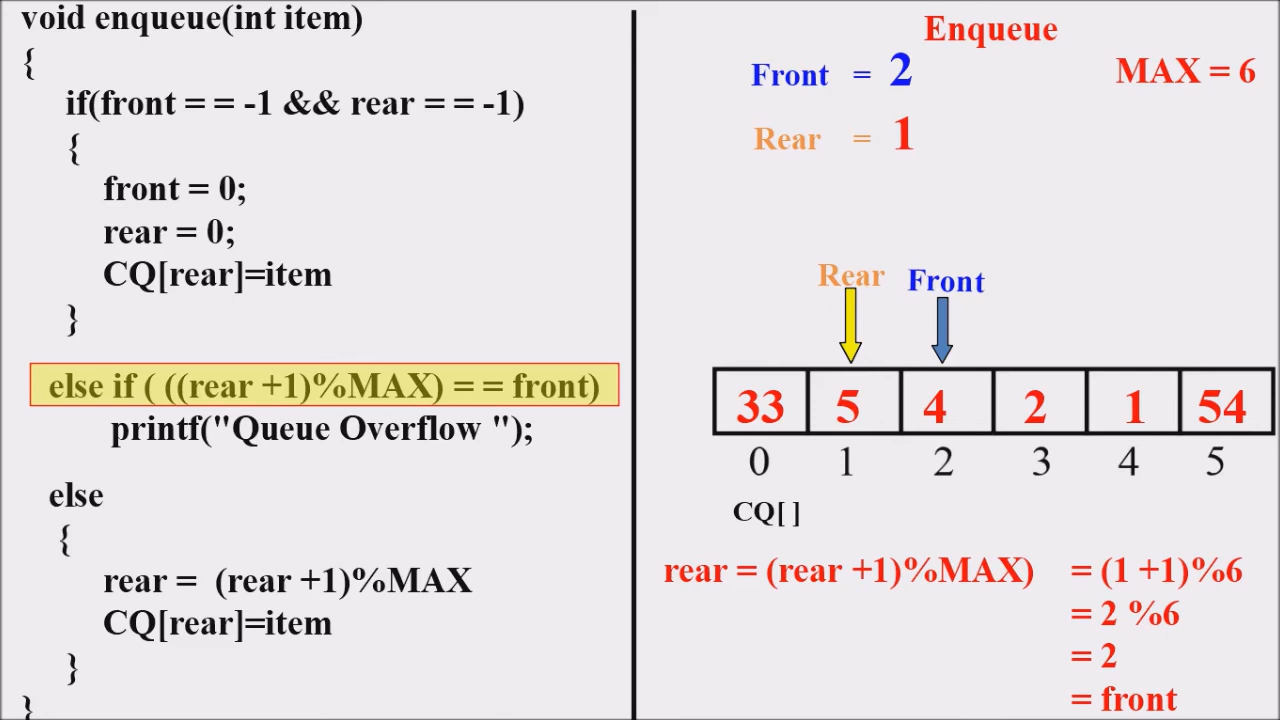 void enqueue(int item)
{
if(front = = -1 && rear = = -1)
{
front = 0;
rear = 0;
CQ[rear]=item
}
else if ( ((rear +1)%MAX) = = front)
printf("Queue Overflow ");
else
{
rear = (rear +1)%MAX
CQ[rear]=item
}
}
Enqueue
Front = 2
MAX = 6
Rear = 1
Rear Front
33 5 4 2 1 54
0 1 2 3 4 5
CQ[ ]
rear = (rear +1)%MAX) = (1 +1)%6
= 2 %6
= 2
= front